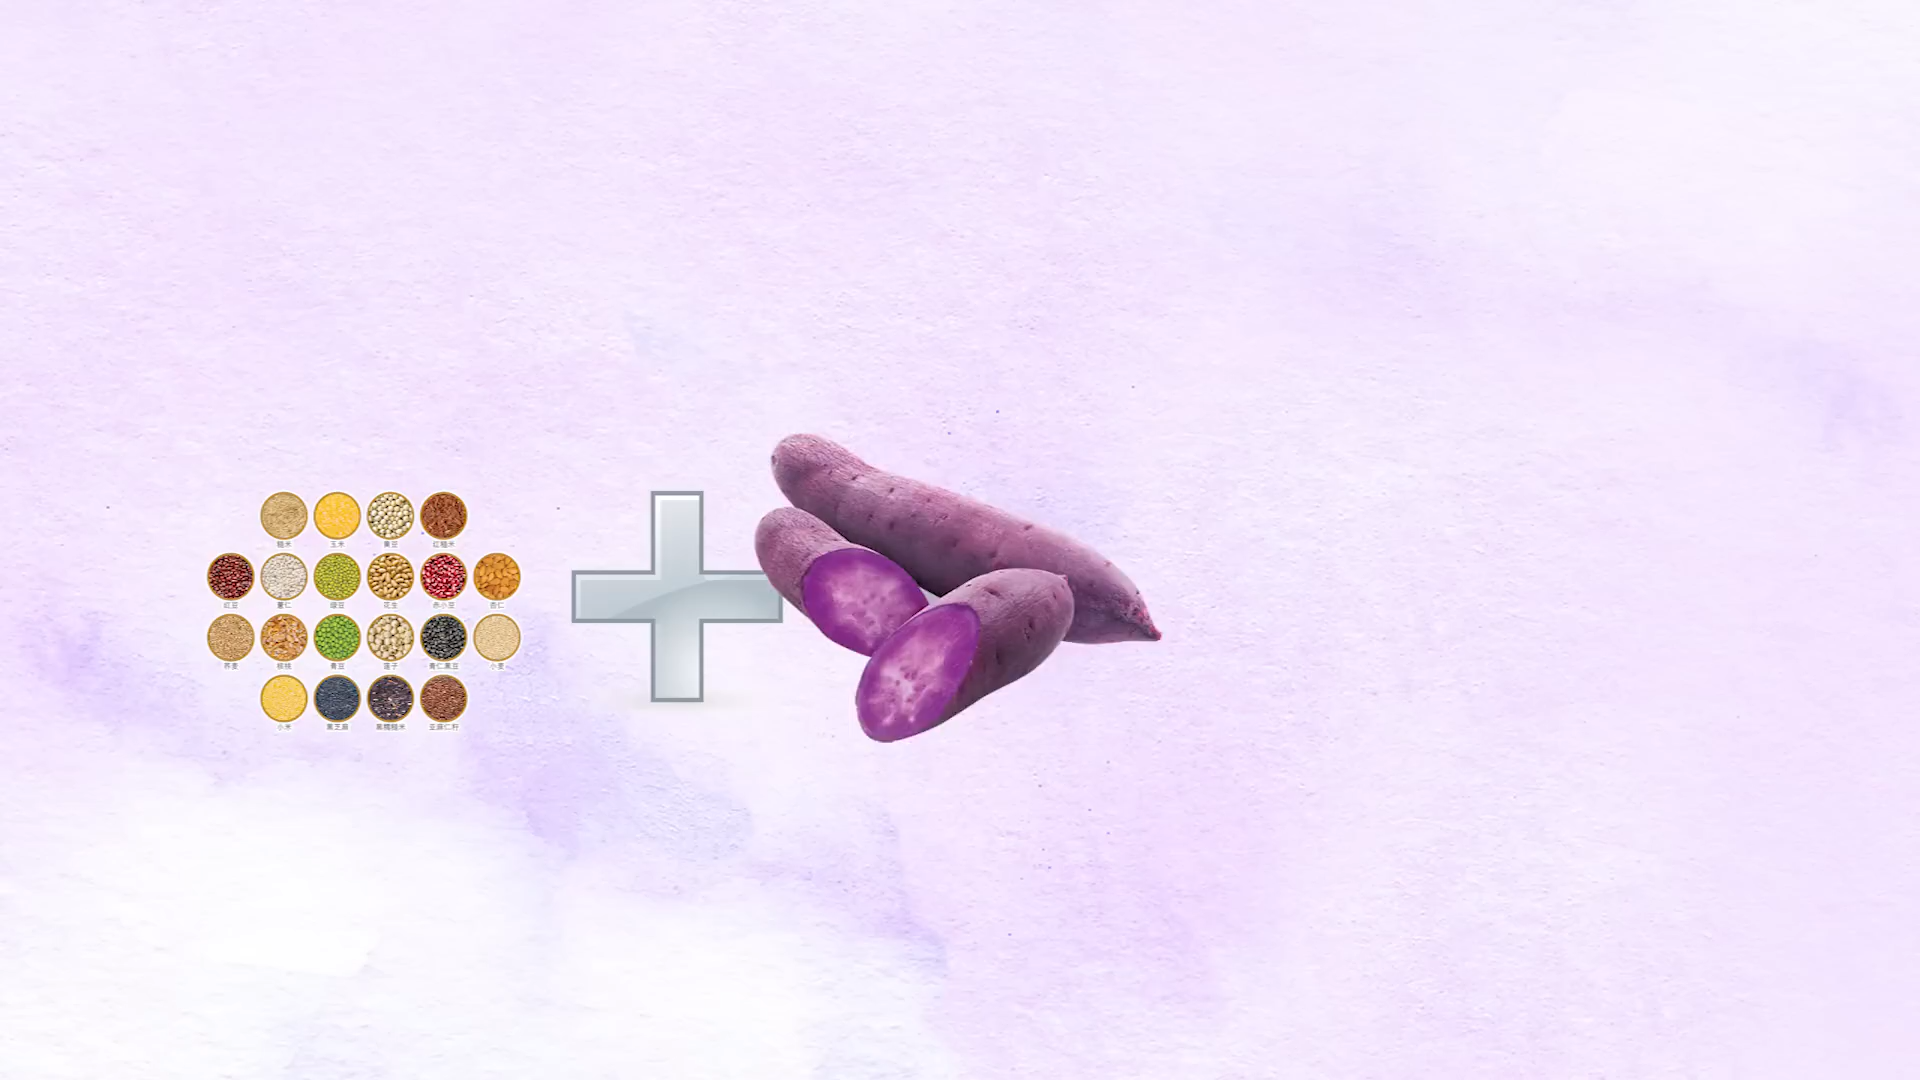 糙米 玉米 黄豆 红糙米
红豆 薏仁 绿豆 花生 赤小豆 杏仁
荞麦 核桃 青豆 莲子 青仁黑豆 小麦
小米 黑芝麻 黑糯糙米 亚麻仁籽